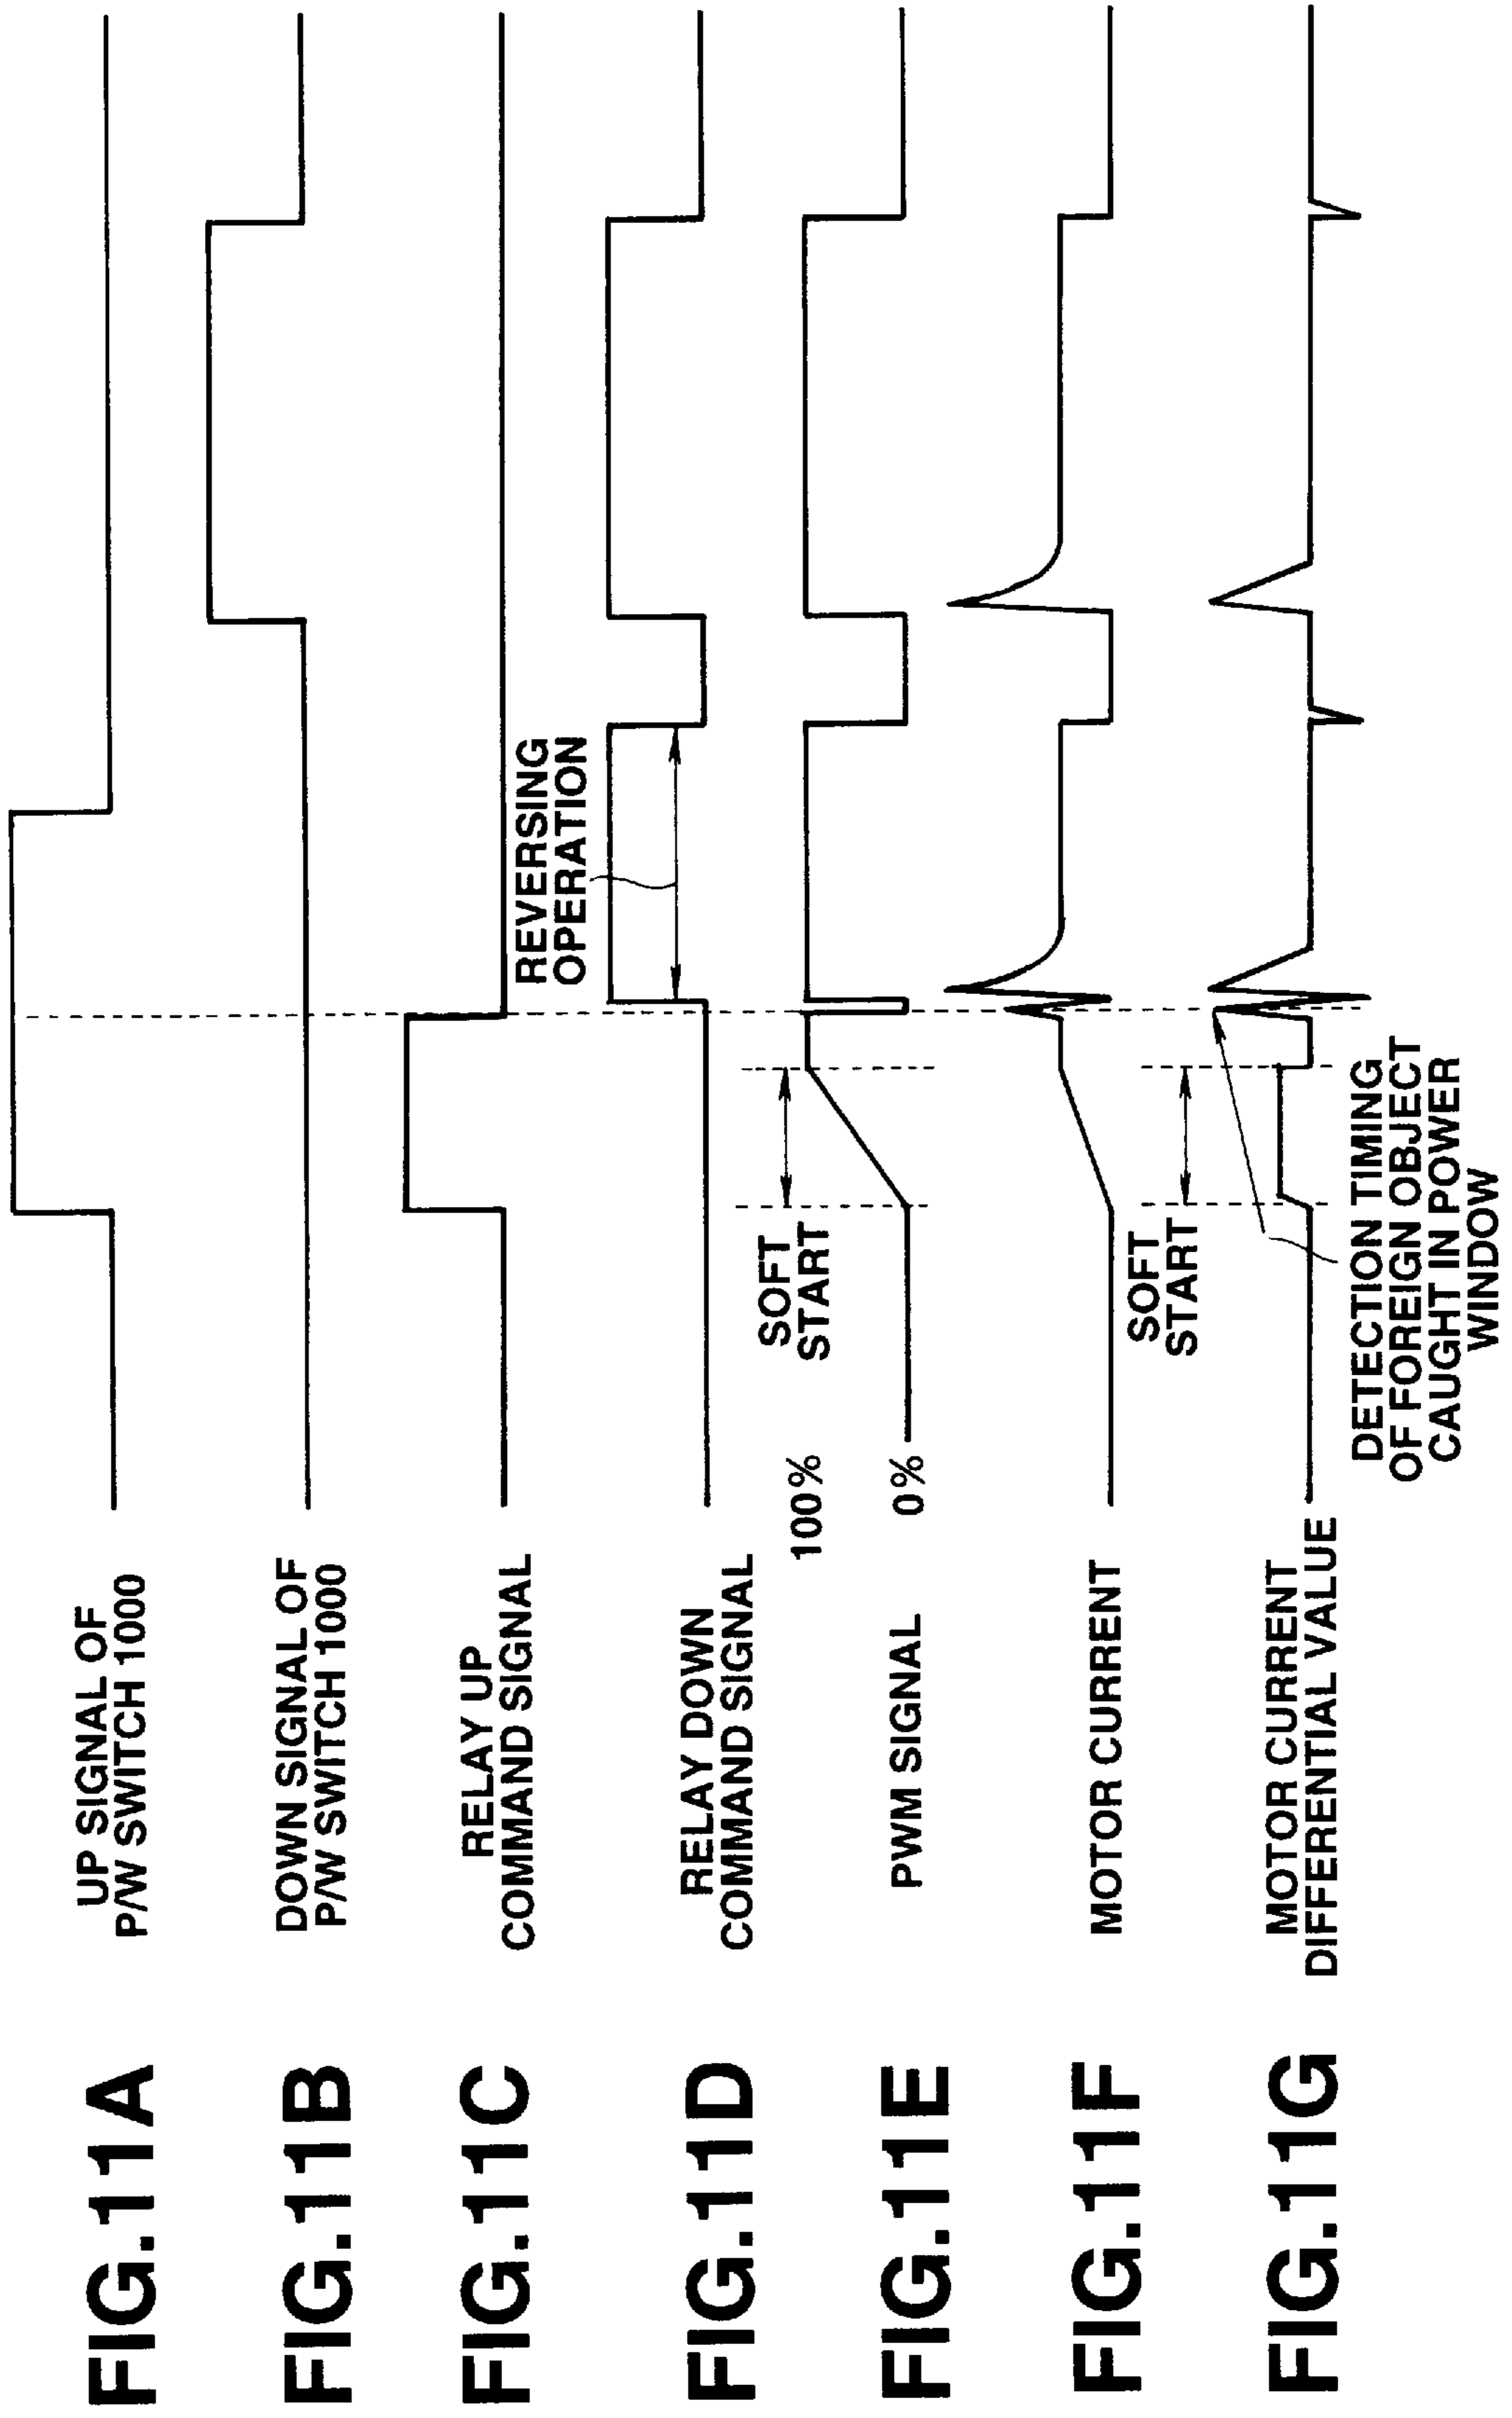 FIG.11A
UP SIGNAL OF
P/W SWITCH 1000
FIG.11B
DOWN SIGNAL OF
P/W SWITCH 1000
FIG.11C
RELAY UP
COMMAND SIGNAL
FIG.11D
RELAY DOWN
COMMAND SIGNAL
REVERSING
OPERATION
FIG.11E
PWM SIGNAL
100%
0%
SOFT
START
FIG.11F
MOTOR CURRENT
FIG.11G
MOTOR CURRENT
DIFFERENTIAL VALUE
SOFT
START
DETECTION TIMING
OF FOREIGN OBJECT
CAUGHT IN POWER
WINDOW